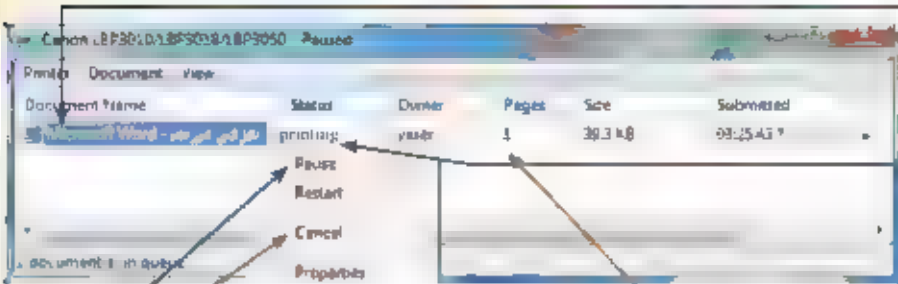 Canon LBP3010/LBP3018/LBP3050 Paused
Printer Document View
Document Name Status Owner Pages Size Submitted
Microsoft Word - printing user 1 39.3 kB
Pause
Restart
Cancel
document in queue
Properties